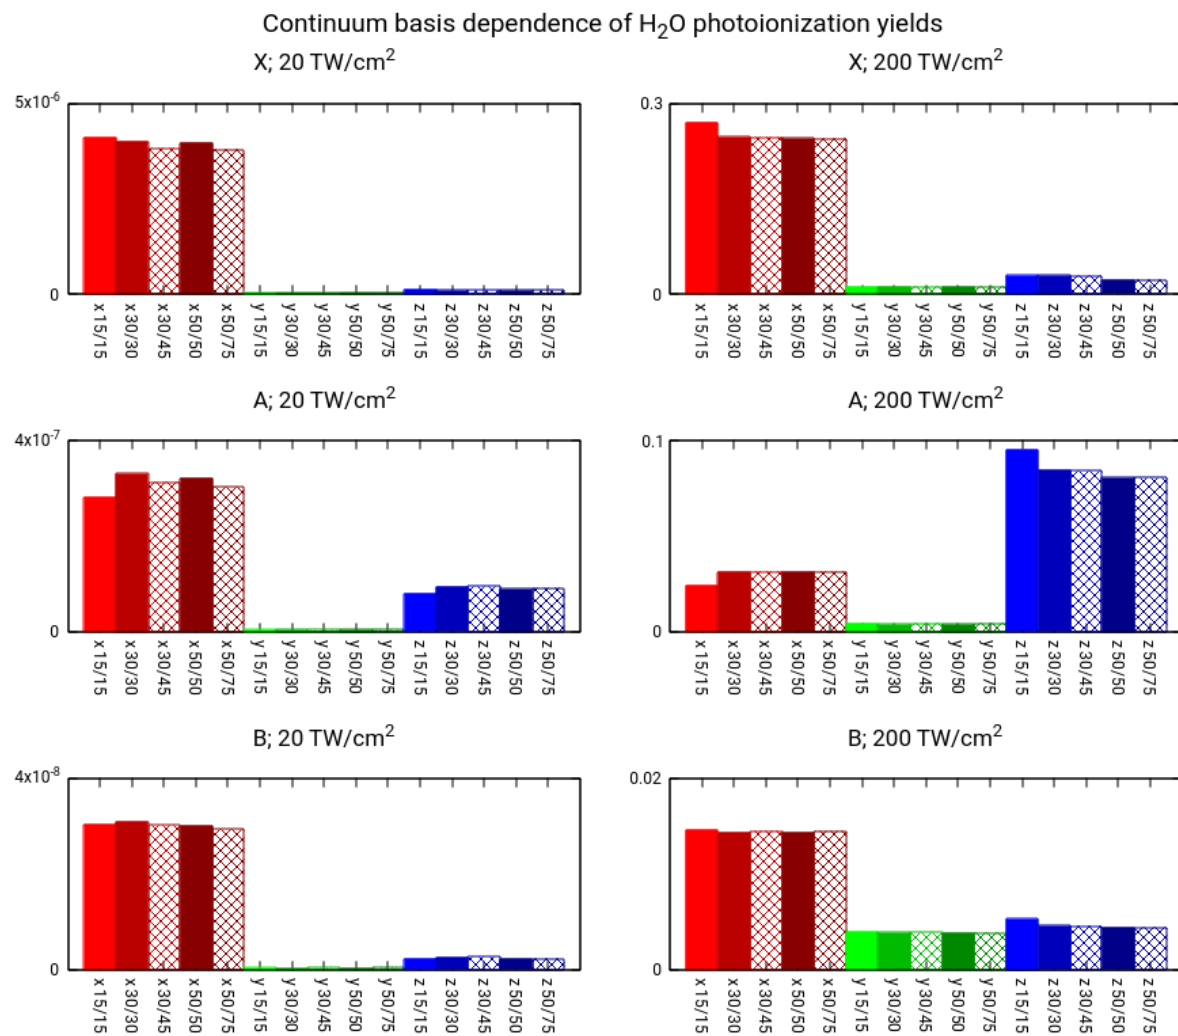 Continuum basis dependence of H₂O photoionization yields
X; 20 TW/cm²
5x10⁻⁶
0
x 15/15
x 30/30
x 30/45
x 50/50
x 50/75
y 15/15
y 30/30
y 30/45
y 50/50
y 50/75
z 15/15
z 30/30
z 30/45
z 50/50
z 50/75
X; 200 TW/cm²
0.3
0
x 15/15
x 30/30
x 30/45
x 50/50
x 50/75
y 15/15
y 30/30
y 30/45
y 50/50
y 50/75
z 15/15
z 30/30
z 30/45
z 50/50
z 50/75
A; 20 TW/cm²
4x10⁻⁷
0
x 15/15
x 30/30
x 30/45
x 50/50
x 50/75
y 15/15
y 30/30
y 30/45
y 50/50
y 50/75
z 15/15
z 30/30
z 30/45
z 50/50
z 50/75
A; 200 TW/cm²
0.1
0
x 15/15
x 30/30
x 30/45
x 50/50
x 50/75
y 15/15
y 30/30
y 30/45
y 50/50
y 50/75
z 15/15
z 30/30
z 30/45
z 50/50
z 50/75
B; 20 TW/cm²
4x10⁻⁸
0
x 15/15
x 30/30
x 30/45
x 50/50
x 50/75
y 15/15
y 30/30
y 30/45
y 50/50
y 50/75
z 15/15
z 30/30
z 30/45
z 50/50
z 50/75
B; 200 TW/cm²
0.02
0
x 15/15
x 30/30
x 30/45
x 50/50
x 50/75
y 15/15
y 30/30
y 30/45
y 50/50
y 50/75
z 15/15
z 30/30
z 30/45
z 50/50
z 50/75